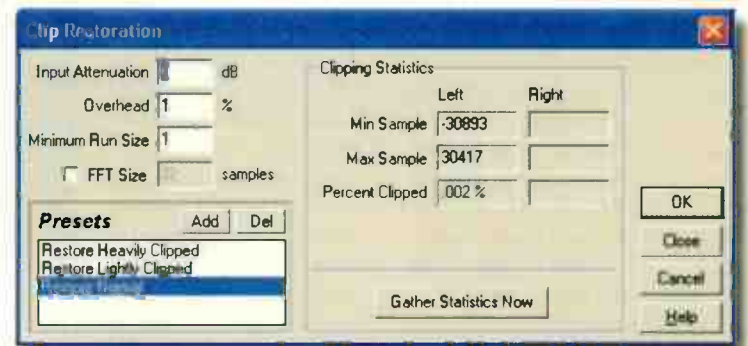 Clip Restoration
Input Attenuation dB
Overhead 1 %
Minimum Run Size 1
FFT Size samples
Presets Add Del
Restore Heavily Clipped
Restore Lightly Clipped
Clipping Statistics
Left Right
Min Sample -30893
Max Sample 30417
Percent Clipped .002 %
Gather Statistics Now
OK
Close
Cancel
Help